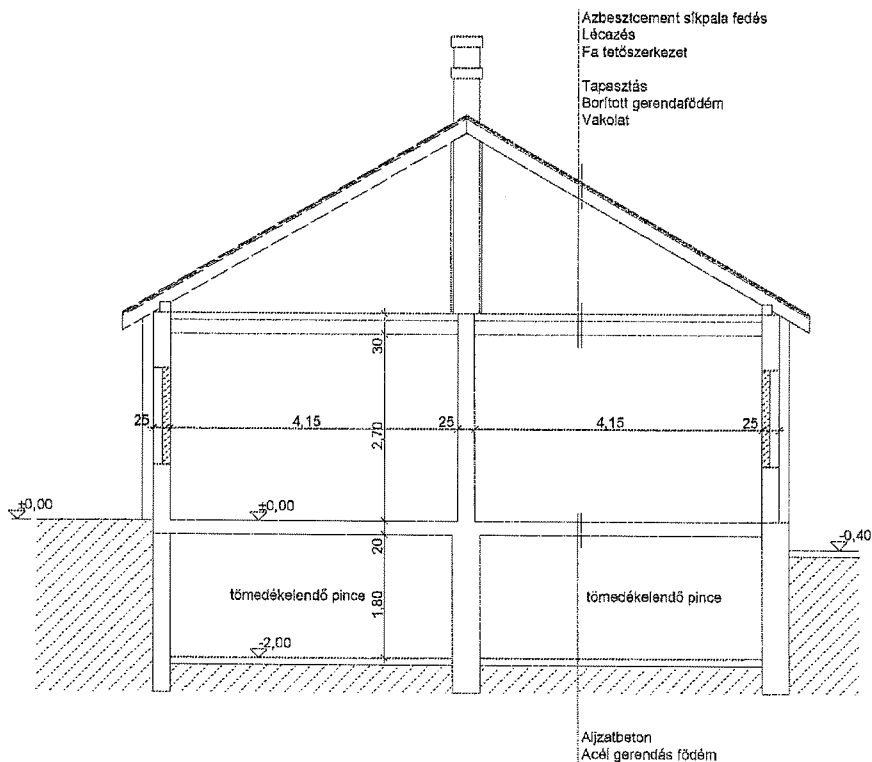 Azbesztcement síkpala fedés
Lécezés
Fa tetőszerkezet
Tapasztás
Borított gerendafödém
Vakolat
30
25
4,15
2,70
25
4,15
25
±0,00
±0,00
-0,40
20
tömedékelendő pince
1,80
tömedékelendő pince
-2,00
Aljzatbeton
Acél gerendás födém